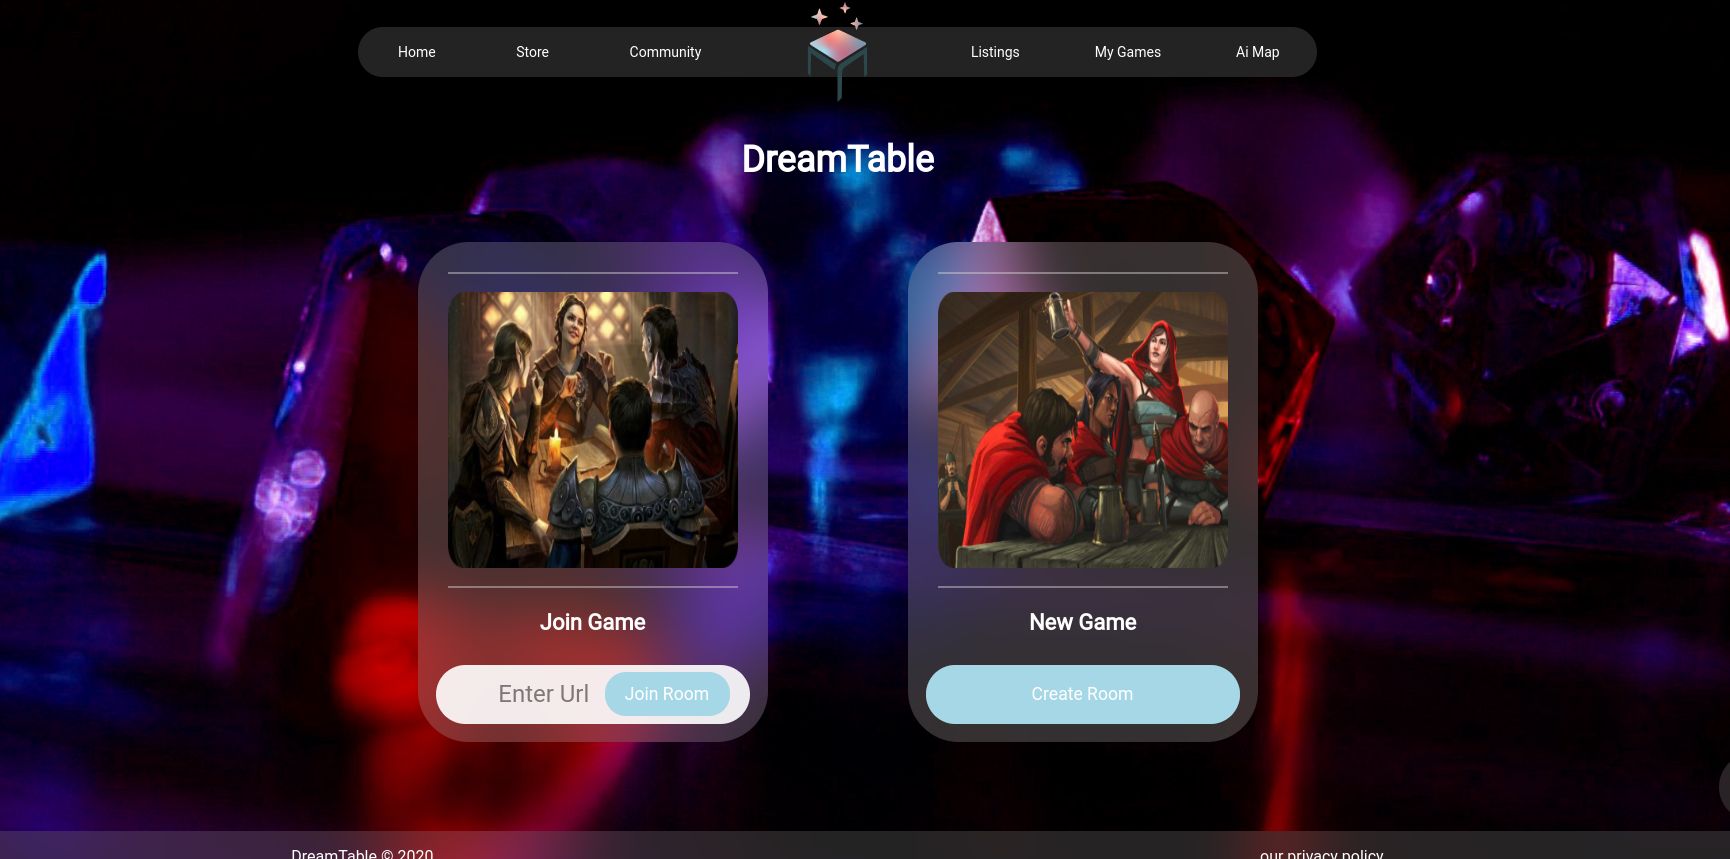 Home Store Community Listings My Games Ai Map
DreamTable
Join Game
Enter Url Join Room
New Game
Create Room
DreamTable © 2020
our privacy policy